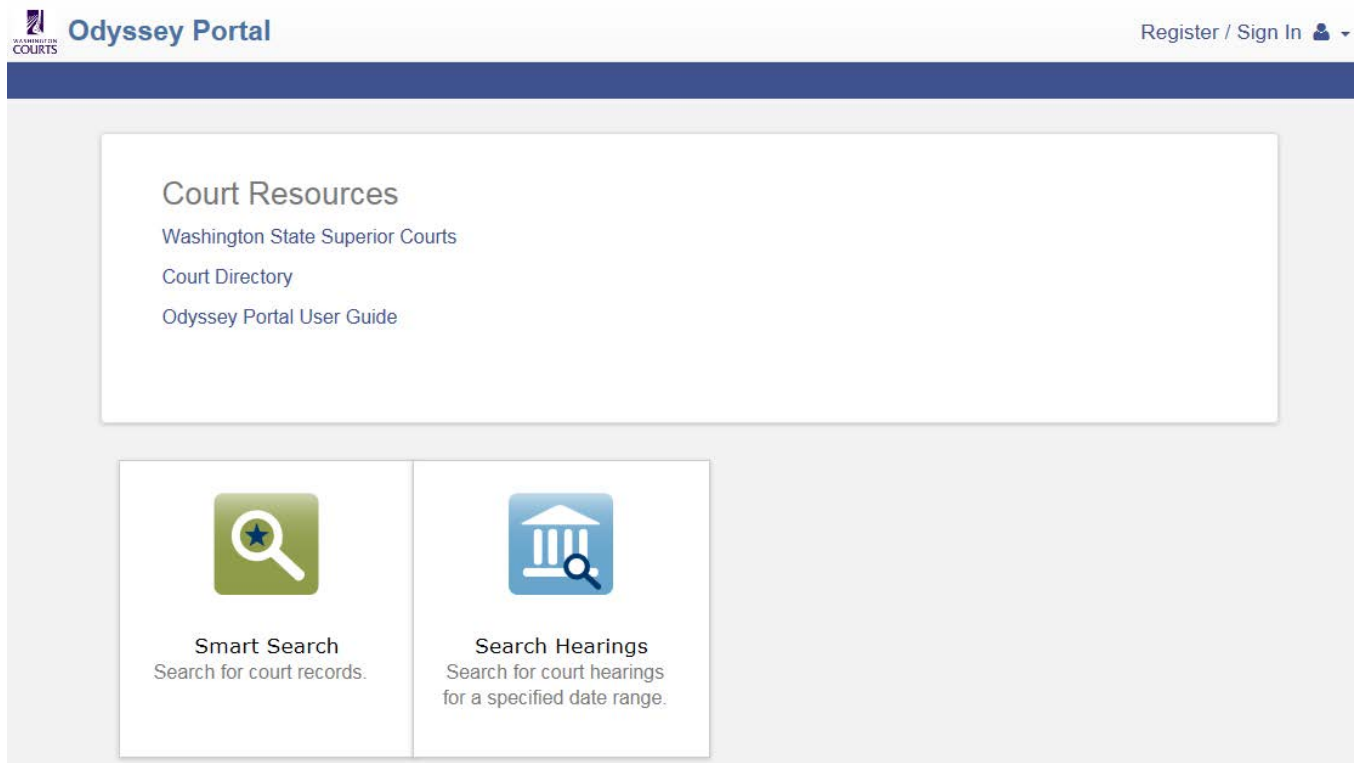 WASHINGTON
COURTS
Odyssey Portal
Register / Sign In
Court Resources
Washington State Superior Courts
Court Directory
Odyssey Portal User Guide
Smart Search
Search for court records.
Search Hearings
Search for court hearings
for a specified date range.